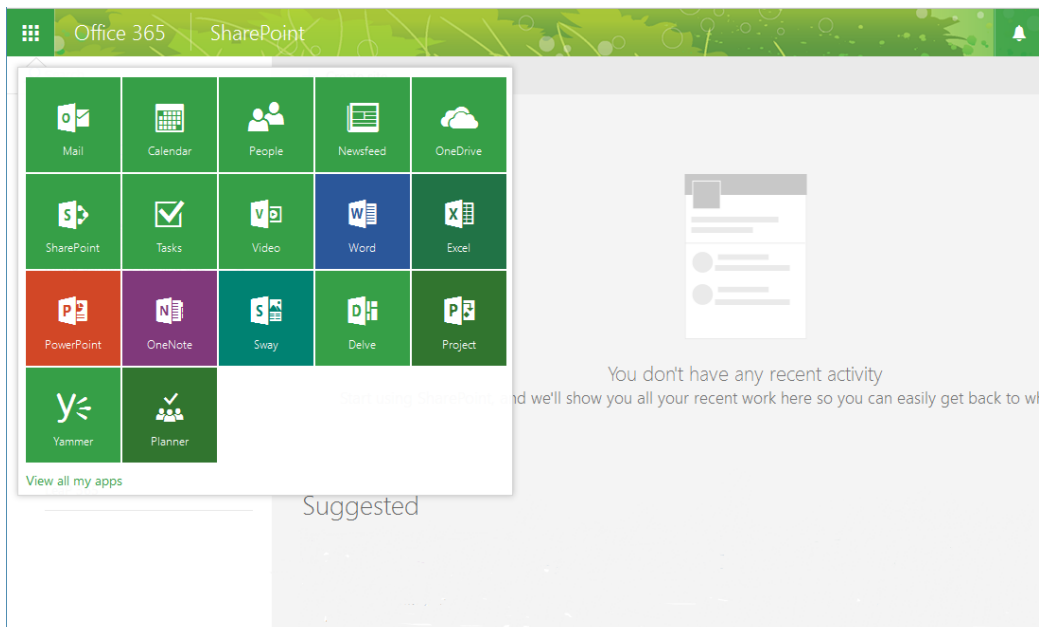 Office 365 SharePoint
Mail Calendar People Newsfeed OneDrive
SharePoint Tasks Video Word Excel
PowerPoint OneNote Sway Delve Project
Yammer Planner
View all my apps
You don't have any recent activity
and we'll show you all your recent work here so you can easily get back to
Suggested